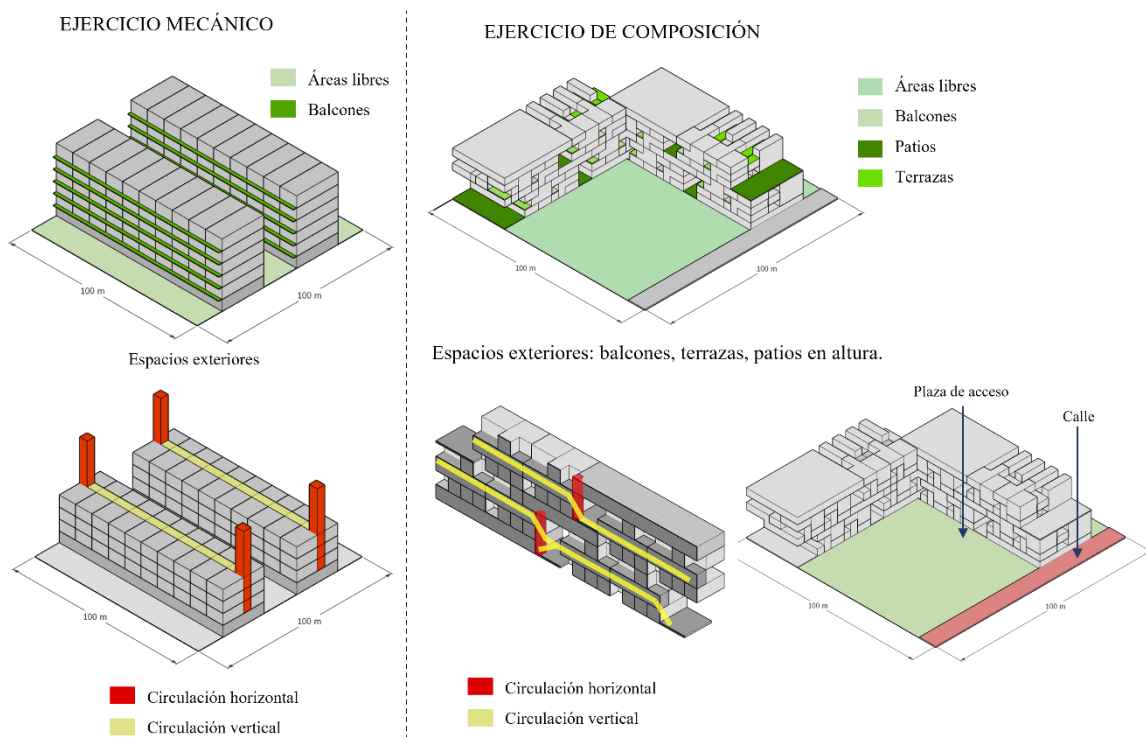 EJERCICIO MECÁNICO
Áreas libres
Balcones
100 m
100 m
Espacios exteriores
100 m
100 m
Circulación horizontal
Circulación vertical
EJERCICIO DE COMPOSICIÓN
Áreas libres
Balcones
Patios
Terrazas
100 m
100 m
Espacios exteriores: balcones, terrazas, patios en altura.
Plaza de acceso
Calle
100 m
100 m
Circulación horizontal
Circulación vertical